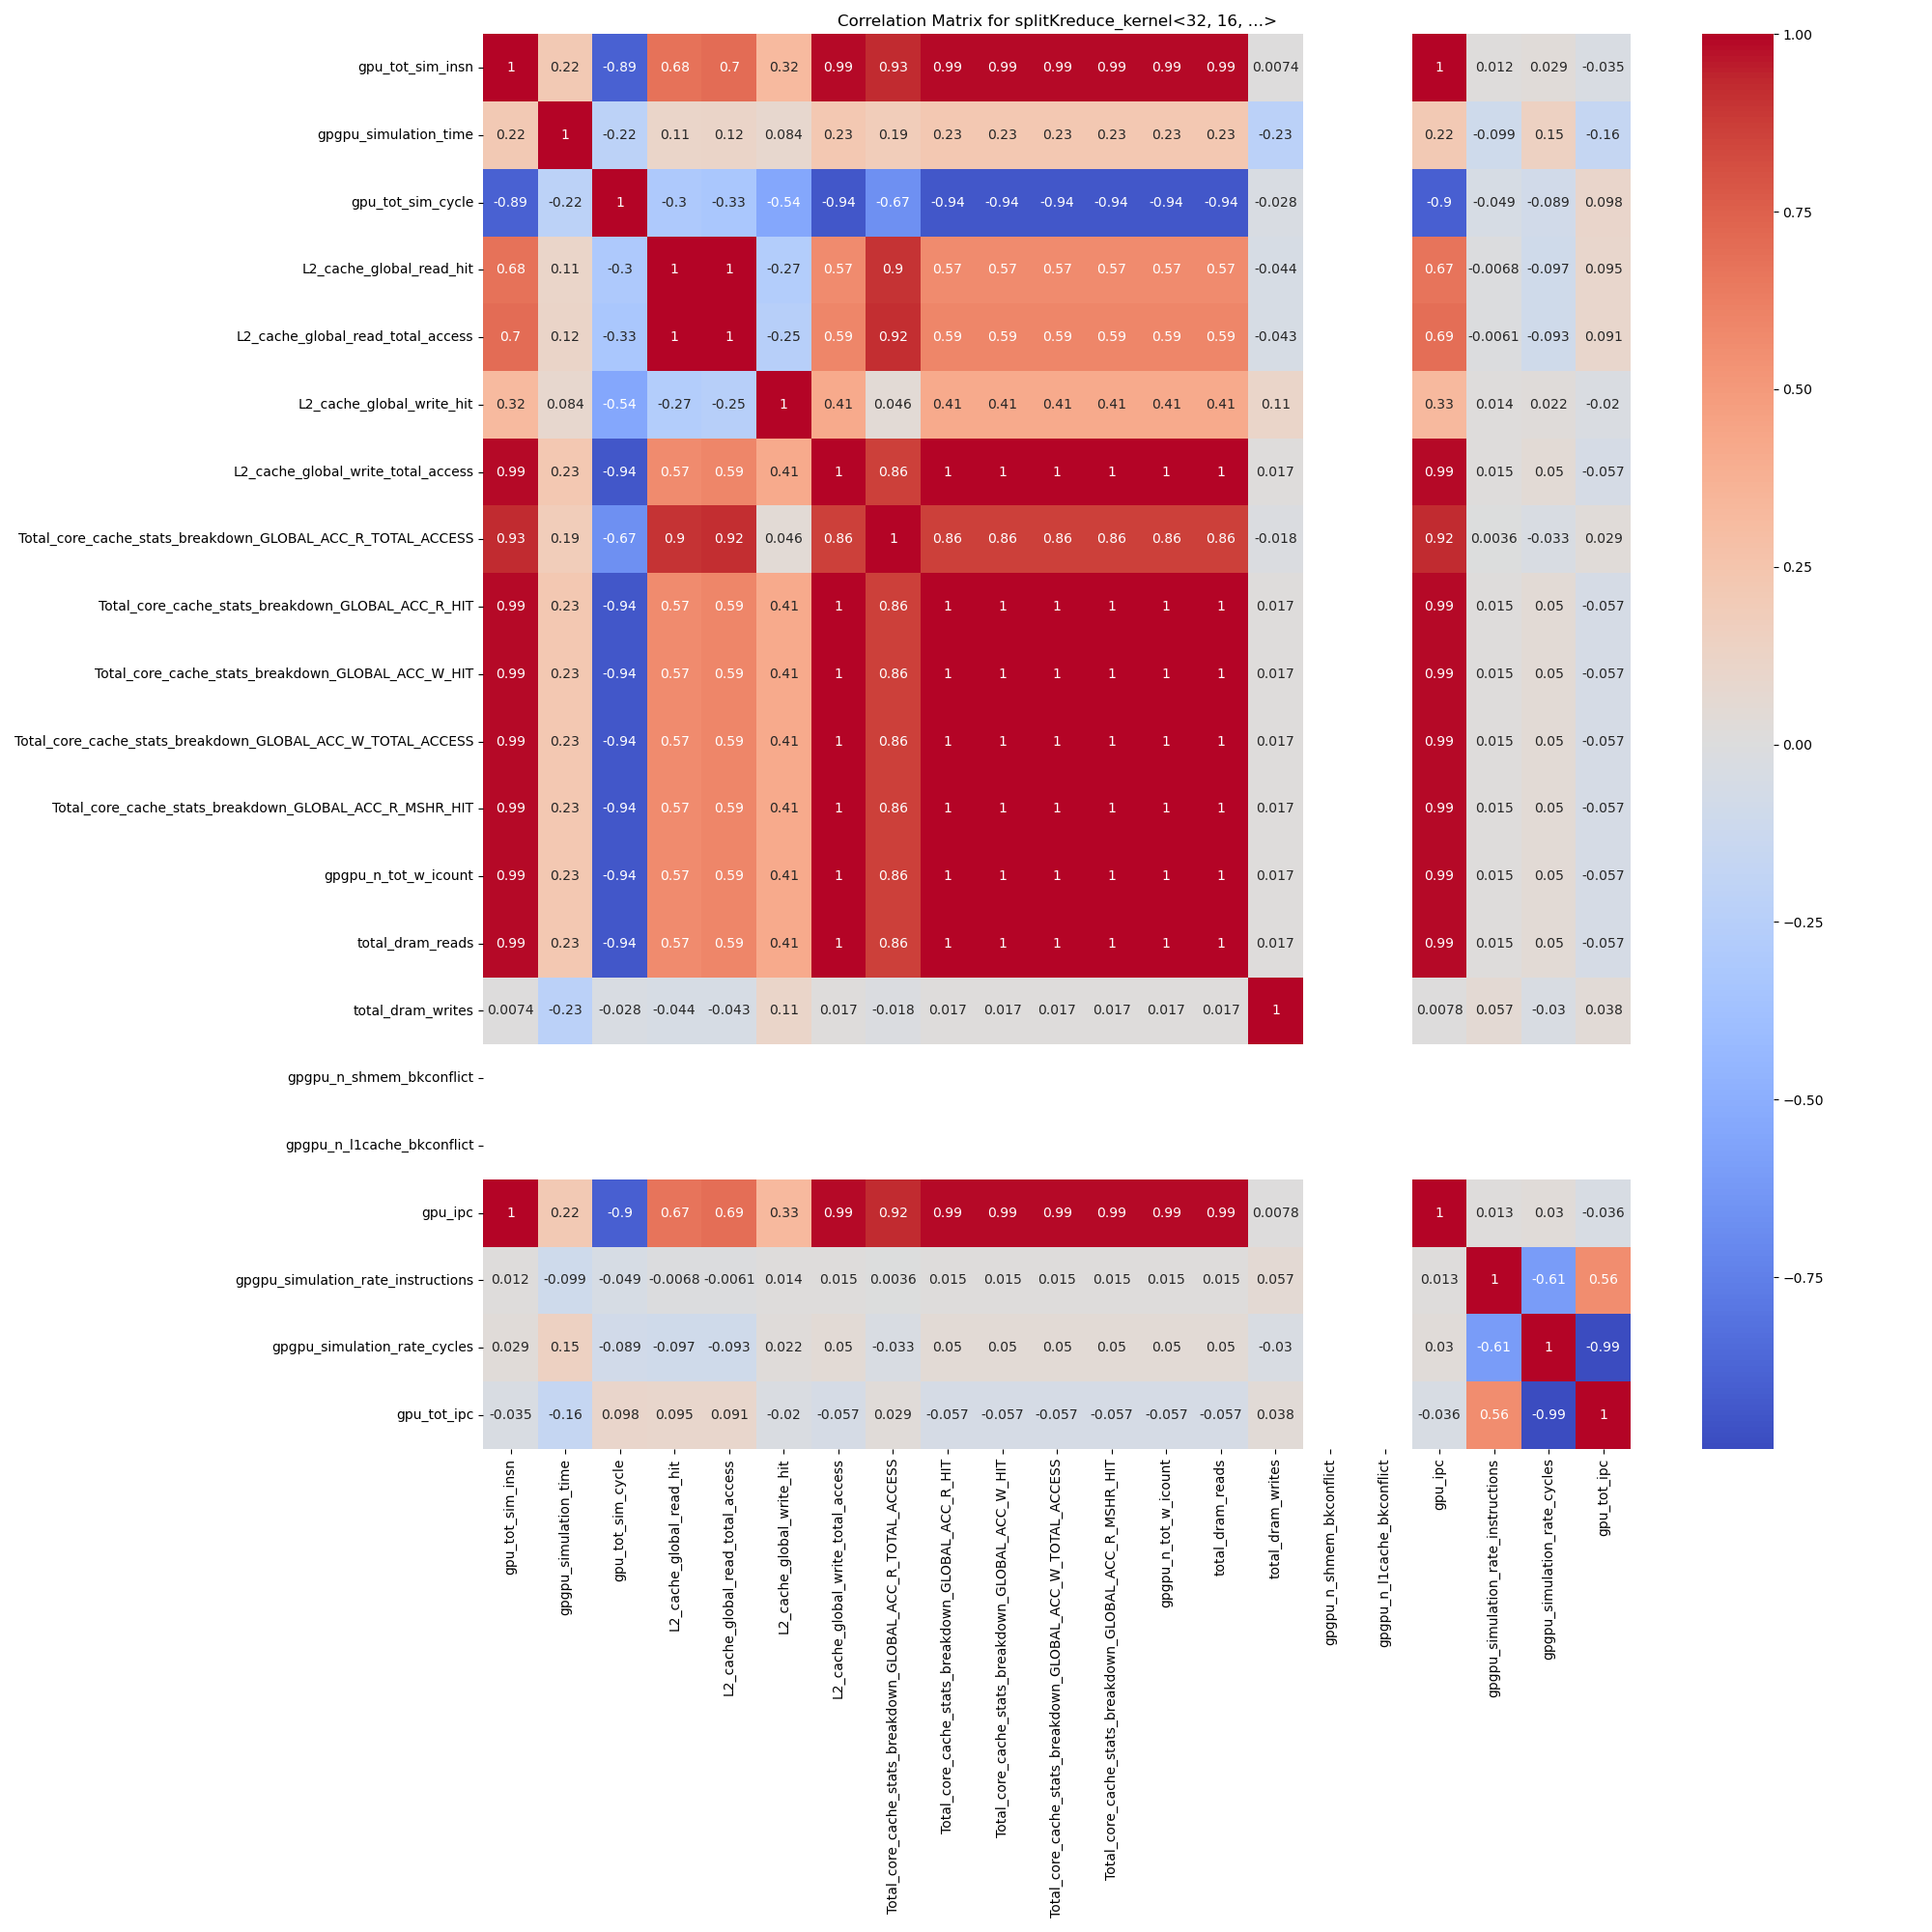 Correlation Matrix for splitKreduce_kernel<32, 16, ...>
gpu_tot_sim_insn 1 0.22 -0.89 0.68 0.7 0.32 0.99 0.93 0.99 0.99 0.99 0.99 0.99 0.99 0.0074 1 0.012 0.029 -0.035
gpgpu_simulation_time 0.22 1 -0.22 0.11 0.12 0.084 0.23 0.19 0.23 0.23 0.23 0.23 0.23 0.23 -0.23 0.22 -0.099 0.15 -0.16
gpu_tot_sim_cycle -0.89 -0.22 1 -0.3 -0.33 -0.54 -0.94 -0.67 -0.94 -0.94 -0.94 -0.94 -0.94 -0.94 -0.028 -0.9 -0.049 -0.089 0.098
L2_cache_global_read_hit 0.68 0.11 -0.3 1 1 -0.27 0.57 0.9 0.57 0.57 0.57 0.57 0.57 0.57 -0.044 0.67 -0.0068 -0.097 0.095
L2_cache_global_read_total_access 0.7 0.12 -0.33 1 1 -0.25 0.59 0.92 0.59 0.59 0.59 0.59 0.59 0.59 -0.043 0.69 -0.0061 -0.093 0.091
L2_cache_global_write_hit 0.32 0.084 -0.54 -0.27 -0.25 1 0.41 0.046 0.41 0.41 0.41 0.41 0.41 0.41 0.11 0.33 0.014 0.022 -0.02
L2_cache_global_write_total_access 0.99 0.23 -0.94 0.57 0.59 0.41 1 0.86 1 1 1 1 1 1 0.017 0.99 0.015 0.05 -0.057
Total_core_cache_stats_breakdown_GLOBAL_ACC_R_TOTAL_ACCESS 0.93 0.19 -0.67 0.9 0.92 0.046 0.86 1 0.86 0.86 0.86 0.86 0.86 0.86 -0.018 0.92 0.0036 -0.033 0.029
Total_core_cache_stats_breakdown_GLOBAL_ACC_R_HIT 0.99 0.23 -0.94 0.57 0.59 0.41 1 0.86 1 1 1 1 1 1 0.017 0.99 0.015 0.05 -0.057
Total_core_cache_stats_breakdown_GLOBAL_ACC_W_HIT 0.99 0.23 -0.94 0.57 0.59 0.41 1 0.86 1 1 1 1 1 1 0.017 0.99 0.015 0.05 -0.057
Total_core_cache_stats_breakdown_GLOBAL_ACC_W_TOTAL_ACCESS 0.99 0.23 -0.94 0.57 0.59 0.41 1 0.86 1 1 1 1 1 1 0.017 0.99 0.015 0.05 -0.057
Total_core_cache_stats_breakdown_GLOBAL_ACC_R_MSHR_HIT 0.99 0.23 -0.94 0.57 0.59 0.41 1 0.86 1 1 1 1 1 1 0.017 0.99 0.015 0.05 -0.057
gpgpu_n_tot_w_icount 0.99 0.23 -0.94 0.57 0.59 0.41 1 0.86 1 1 1 1 1 1 0.017 0.99 0.015 0.05 -0.057
total_dram_reads 0.99 0.23 -0.94 0.57 0.59 0.41 1 0.86 1 1 1 1 1 1 0.017 0.99 0.015 0.05 -0.057
total_dram_writes 0.0074 -0.23 -0.028 -0.044 -0.043 0.11 0.017 -0.018 0.017 0.017 0.017 0.017 0.017 0.017 1 0.0078 0.057 -0.03 0.038
gpgpu_n_shmem_bkconflict
gpgpu_n_l1cache_bkconflict
gpu_ipc 1 0.22 -0.9 0.67 0.69 0.33 0.99 0.92 0.99 0.99 0.99 0.99 0.99 0.99 0.0078 1 0.013 0.03 -0.036
gpgpu_simulation_rate_instructions 0.012 -0.099 -0.049 -0.0068 -0.0061 0.014 0.015 0.0036 0.015 0.015 0.015 0.015 0.015 0.015 0.057 0.013 1 -0.61 0.56
gpgpu_simulation_rate_cycles 0.029 0.15 -0.089 -0.097 -0.093 0.022 0.05 -0.033 0.05 0.05 0.05 0.05 0.05 0.05 -0.03 0.03 -0.61 1 -0.99
gpu_tot_ipc -0.035 -0.16 0.098 0.095 0.091 -0.02 -0.057 0.029 -0.057 -0.057 -0.057 -0.057 -0.057 -0.057 0.038 -0.036 0.56 -0.99 1
gpu_tot_sim_insn
gpgpu_simulation_time
gpu_tot_sim_cycle
L2_cache_global_read_hit
L2_cache_global_read_total_access
L2_cache_global_write_hit
L2_cache_global_write_total_access
Total_core_cache_stats_breakdown_GLOBAL_ACC_R_TOTAL_ACCESS
Total_core_cache_stats_breakdown_GLOBAL_ACC_R_HIT
Total_core_cache_stats_breakdown_GLOBAL_ACC_W_HIT
Total_core_cache_stats_breakdown_GLOBAL_ACC_W_TOTAL_ACCESS
Total_core_cache_stats_breakdown_GLOBAL_ACC_R_MSHR_HIT
gpgpu_n_tot_w_icount
total_dram_reads
total_dram_writes
gpgpu_n_shmem_bkconflict
gpgpu_n_l1cache_bkconflict
gpu_ipc
gpgpu_simulation_rate_instructions
gpgpu_simulation_rate_cycles
gpu_tot_ipc
1.00
0.75
0.50
0.25
0.00
−0.25
−0.50
−0.75